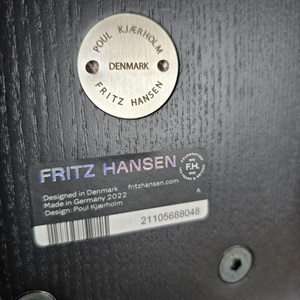 POUL KJÆRHOLM
DENMARK
FRITZ HANSEN
FRITZ HANSEN
F.H.
Designed in Denmark fritzhansen.com
Made in Germany 2022 A
Design: Poul Kjærholm
21105688048